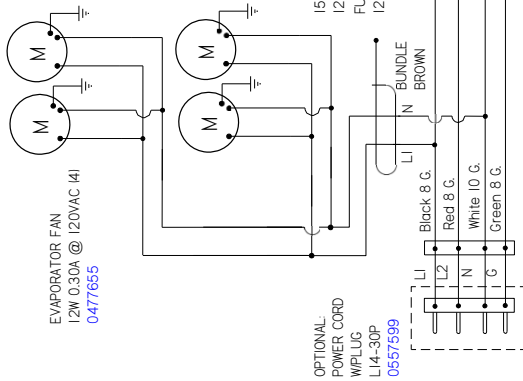 M
M
M
M
EVAPORATOR FAN
12W 0.30A @ 120VAC (4)
0477655
BUNDLE
BROWN
N
L1
Black 8 G.
Red 8 G.
White 10 G.
Green 8 G.
L1
L2
N
G
OPTIONAL:
POWER CORD
W/PLUG
L14-30P
0557599